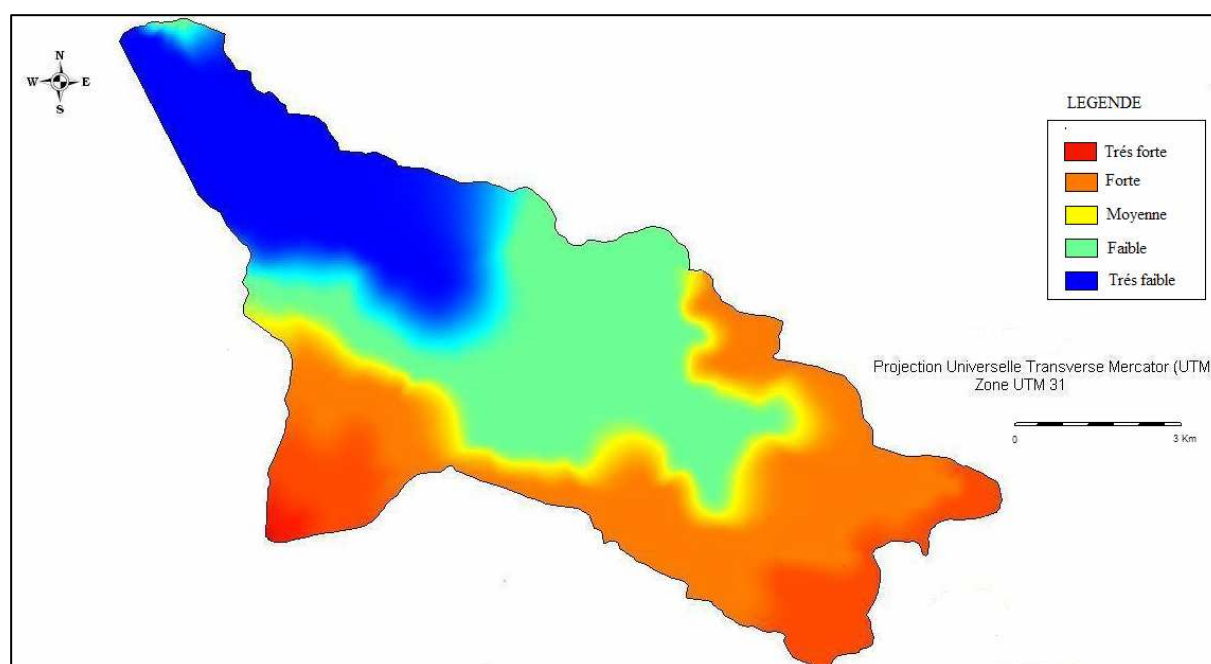 N
W E
S
LEGENDE
Trés forte
Forte
Moyenne
Faible
Trés faible
Projection Universelle Transverse Mercator (UTM
Zone UTM 31
0 3 Km